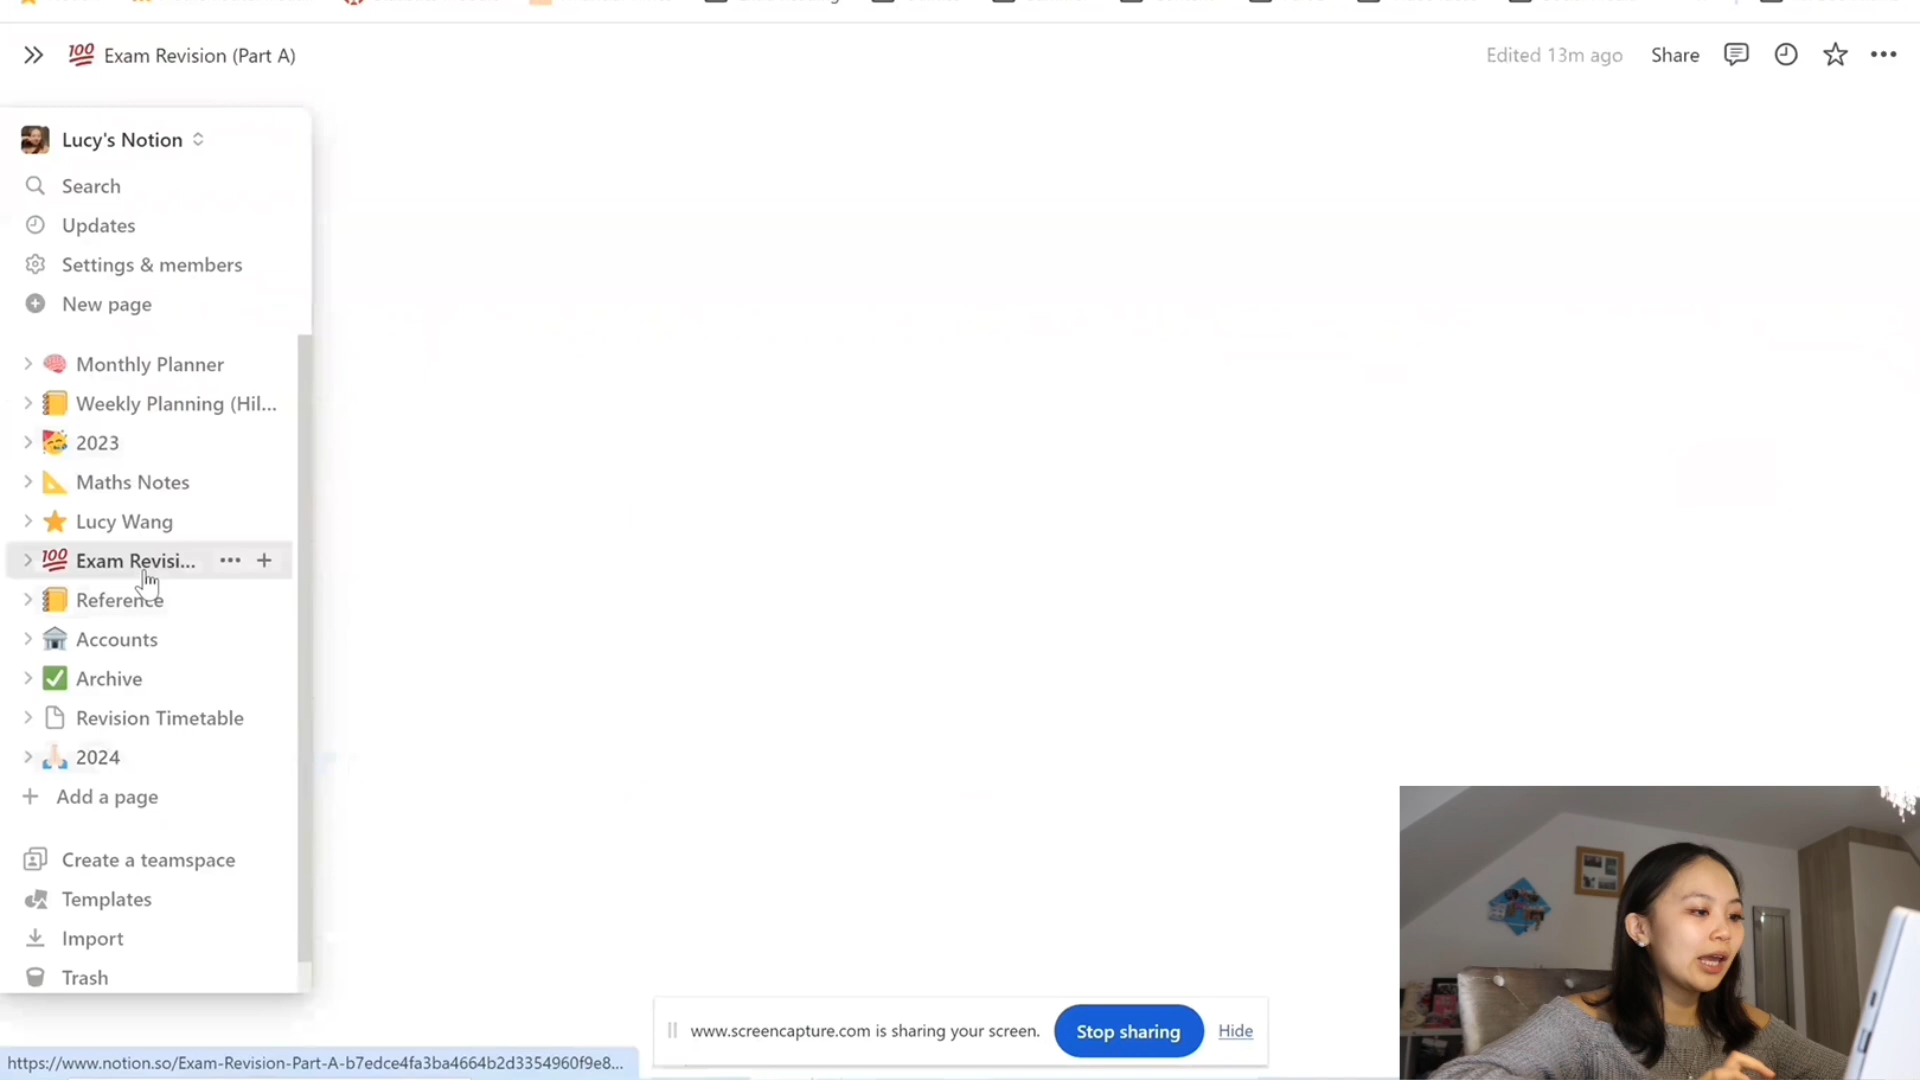 Exam Revision (Part A)
Edited 13m ago
Share
Lucy's Notion
Search
Updates
Settings & members
New page
Monthly Planner
Weekly Planning (Hil...
2023
Maths Notes
Lucy Wang
100 Exam Revisi...
Reference
Accounts
Archive
Revision Timetable
2024
Add a page
Create a teamspace
Templates
Import
Trash
www.screencapture.com is sharing your screen.
Stop sharing
Hide
https://www.notion.so/Exam-Revision-Part-A-b7edce4fa3ba4664b2d3354960f9e8...